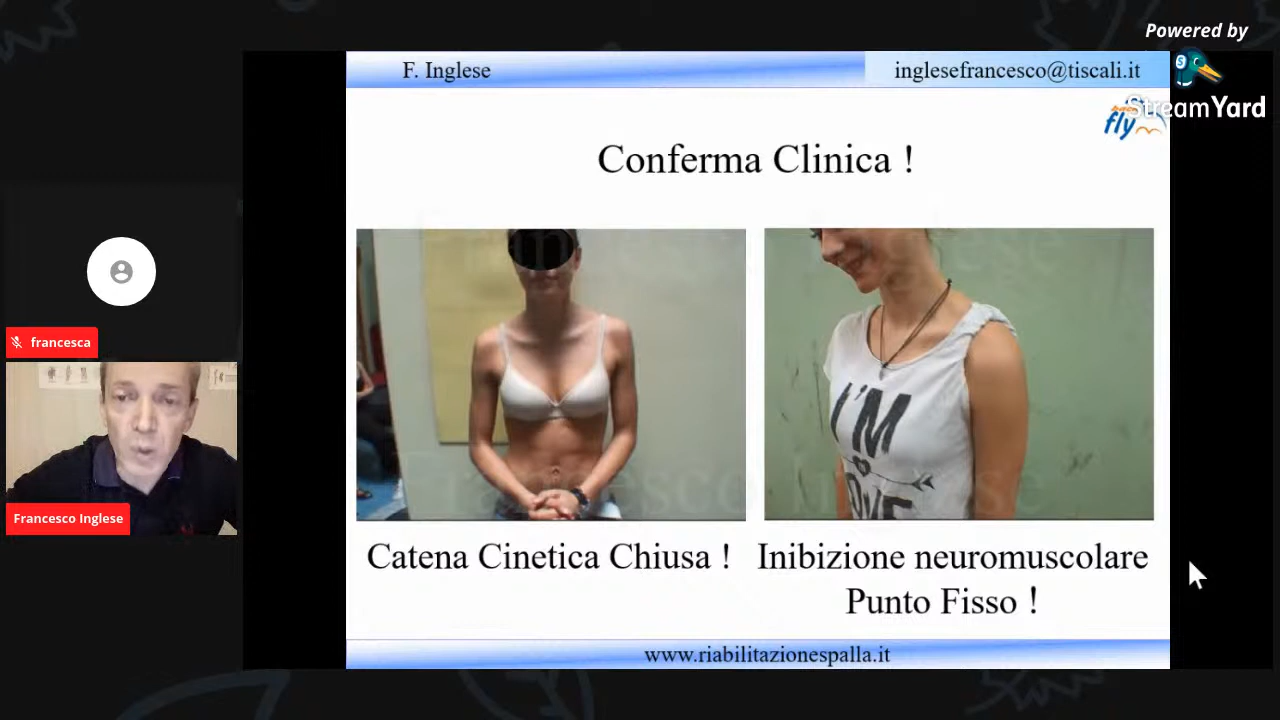 Powered by
StreamYard
F. Inglese
inglesefrancesco@tiscali.it
fly
Conferma Clinica !
I'M
Catena Cinetica Chiusa !
Inibizione neuromuscolare
Punto Fisso !
www.riabilitazionespalla.it
francesca
Francesco Inglese